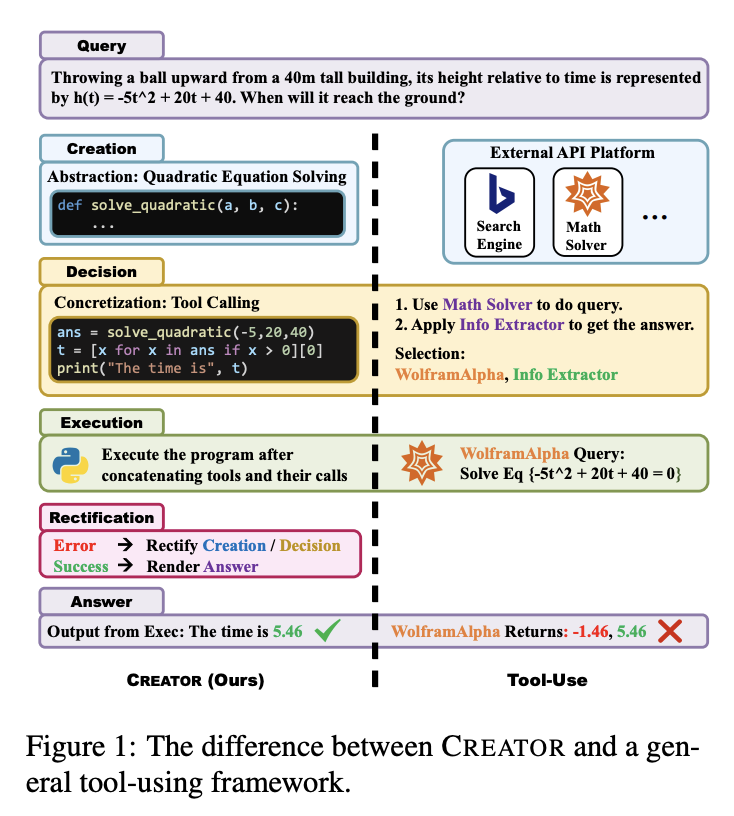 Query
Throwing a ball upward from a 40m tall building, its height relative to time is represented
by h(t) = -5t^2 + 20t + 40. When will it reach the ground?
Creation
Abstraction: Quadratic Equation Solving
def solve_quadratic(a, b, c):
...
External API Platform
Search
Engine
Math
Solver
...
Decision
Concretization: Tool Calling
ans = solve_quadratic(-5,20,40)
t = [x for x in ans if x > 0][0]
print("The time is", t)
1. Use Math Solver to do query.
2. Apply Info Extractor to get the answer.
Selection:
WolframAlpha, Info Extractor
Execution
Execute the program after
concatenating tools and their calls
WolframAlpha Query:
Solve Eq {-5t^2 + 20t + 40 = 0}
Rectification
Error → Rectify Creation / Decision
Success → Render Answer
Answer
Output from Exec: The time is 5.46
WolframAlpha Returns: -1.46, 5.46
CREATOR (Ours)
Tool-Use
Figure 1: The difference between CREATOR and a gen-
eral tool-using framework.